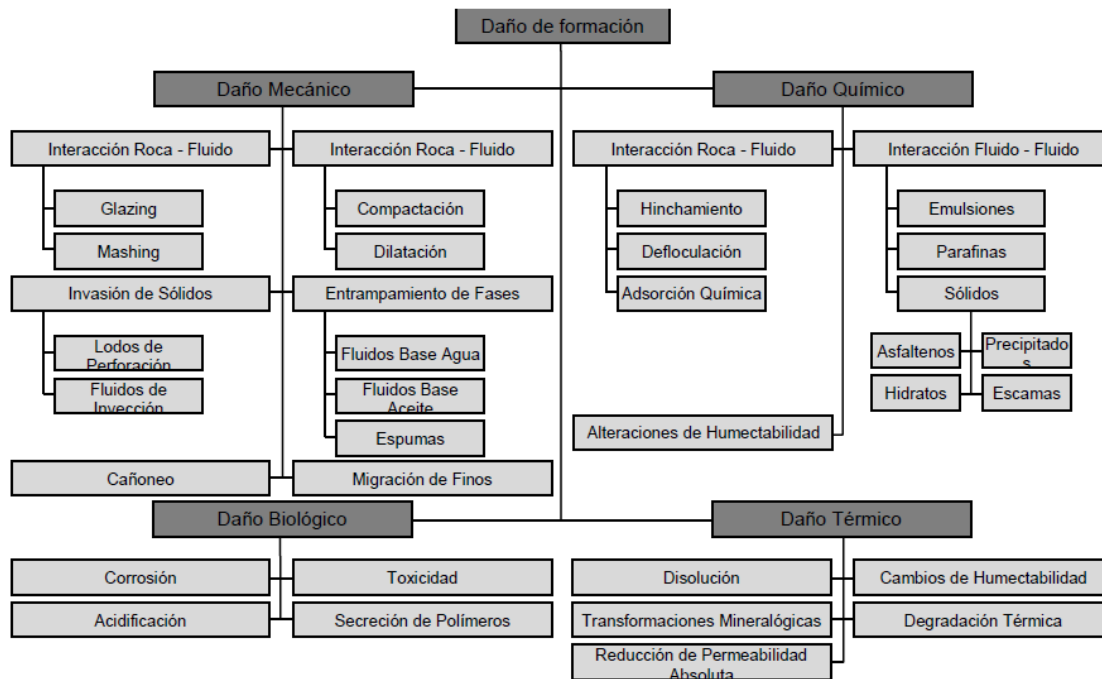 Daño de formación
Daño Mecánico
Daño Químico
Interacción Roca - Fluido
Interacción Roca - Fluido
Interacción Roca - Fluido
Interacción Fluido - Fluido
Glazing
Compactación
Hinchamiento
Emulsiones
Mashing
Dilatación
Defloculación
Parafinas
Invasión de Sólidos
Entrampamiento de Fases
Adsorción Química
Sólidos
Lodos de
Perforación
Fluidos Base Agua
Asfaltenos
Precipitado
s
Fluidos de
Inyección
Fluidos Base
Aceite
Hidratos
Escamas
Espumas
Alteraciones de Humectabilidad
Cañoneo
Migración de Finos
Daño Biológico
Daño Térmico
Corrosión
Toxicidad
Disolución
Cambios de Humectabilidad
Acidificación
Secreción de Polímeros
Transformaciones Mineralógicas
Degradación Térmica
Reducción de Permeabilidad
Absoluta